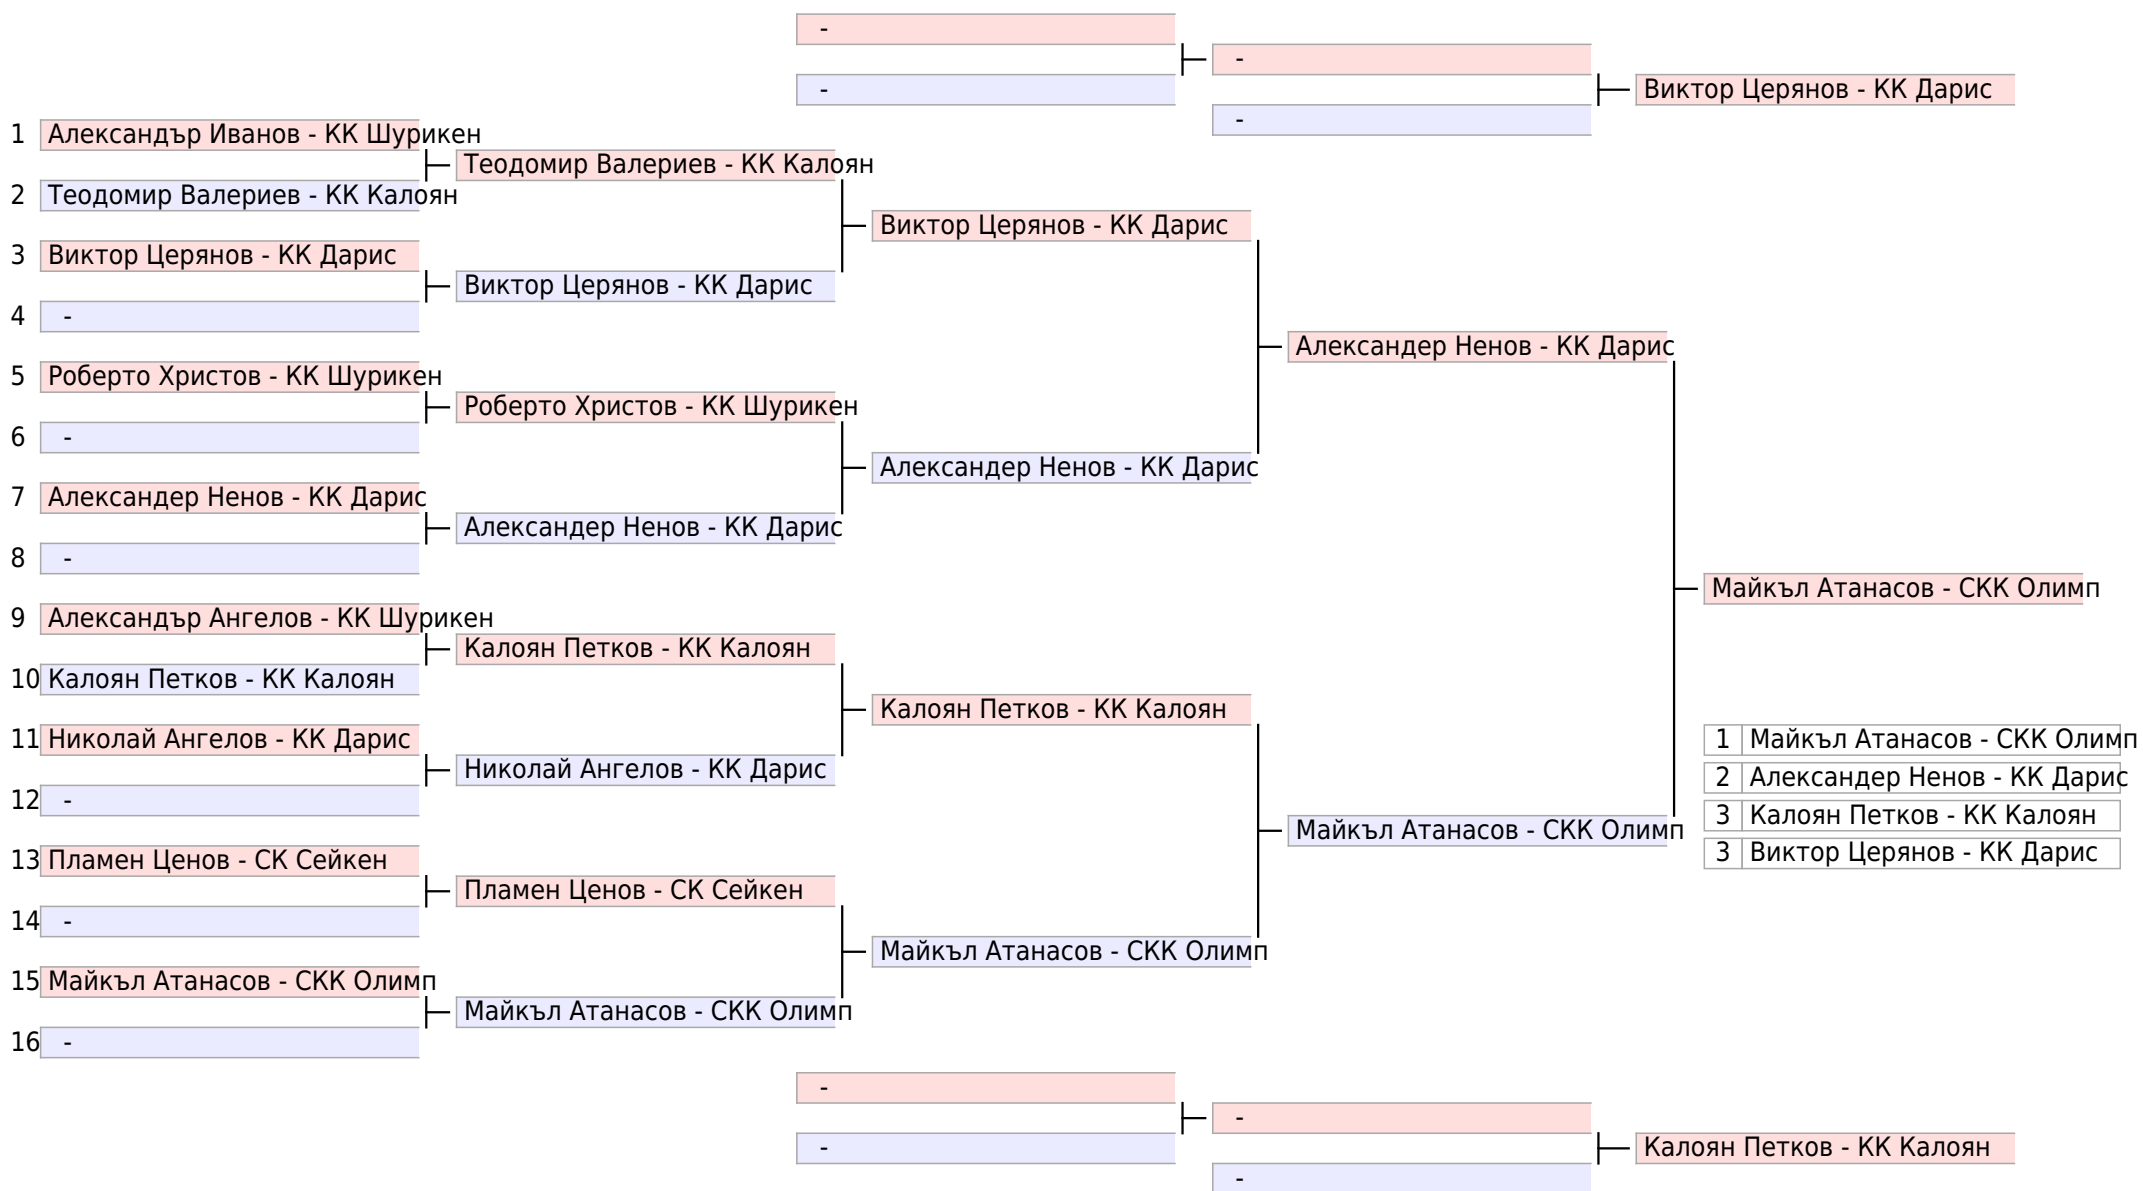 -
-
-
-
Виктор Церянов - КК Дарис
1 Александър Иванов - КК Шурикен
2 Теодомир Валериев - КК Калоян
3 Виктор Церянов - КК Дарис
4 -
5 Роберто Христов - КК Шурикен
6 -
7 Александер Ненов - КК Дарис
8 -
9 Александър Ангелов - КК Шурикен
10 Калоян Петков - КК Калоян
11 Николай Ангелов - КК Дарис
12 -
13 Пламен Ценов - СК Сейкен
14 -
15 Майкъл Атанасов - СКК Олимп
16 -
Теодомир Валериев - КК Калоян
Виктор Церянов - КК Дарис
Роберто Христов - КК Шурикен
Александер Ненов - КК Дарис
Калоян Петков - КК Калоян
Николай Ангелов - КК Дарис
Пламен Ценов - СК Сейкен
Майкъл Атанасов - СКК Олимп
Виктор Церянов - КК Дарис
Александер Ненов - КК Дарис
Калоян Петков - КК Калоян
Майкъл Атанасов - СКК Олимп
Александер Ненов - КК Дарис
Майкъл Атанасов - СКК Олимп
Майкъл Атанасов - СКК Олимп
1 Майкъл Атанасов - СКК Олимп
2 Александер Ненов - КК Дарис
3 Калоян Петков - КК Калоян
3 Виктор Церянов - КК Дарис
-
-
-
-
Калоян Петков - КК Калоян